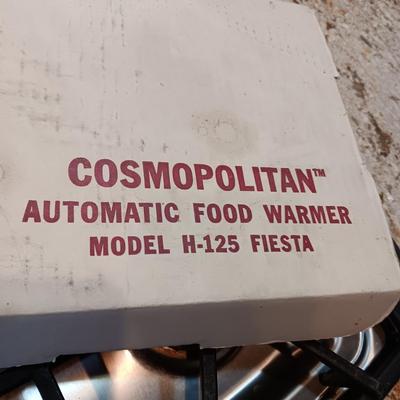 COSMOPOLITAN™
AUTOMATIC FOOD WARMER
MODEL H-125 FIESTA